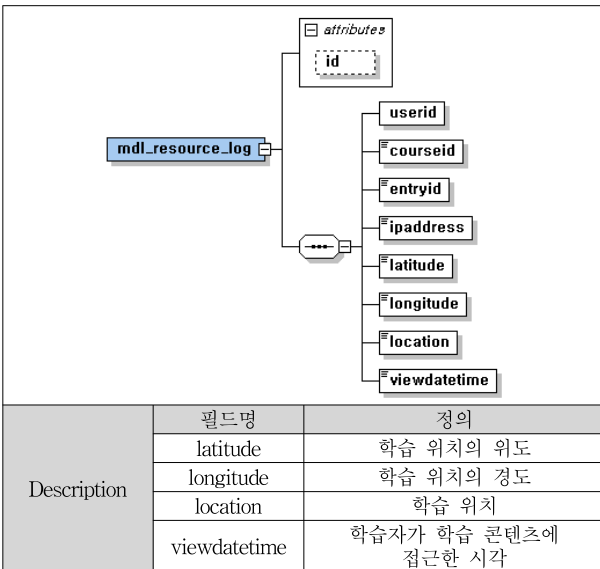 attributes
id
mdl_resource_log
userid
courseid
entryid
ipaddress
latitude
longitude
location
viewdatetime
Description
필드명 정의
latitude 학습 위치의 위도
longitude 학습 위치의 경도
location 학습 위치
viewdatetime 학습자가 학습 콘텐츠에
접근한 시각